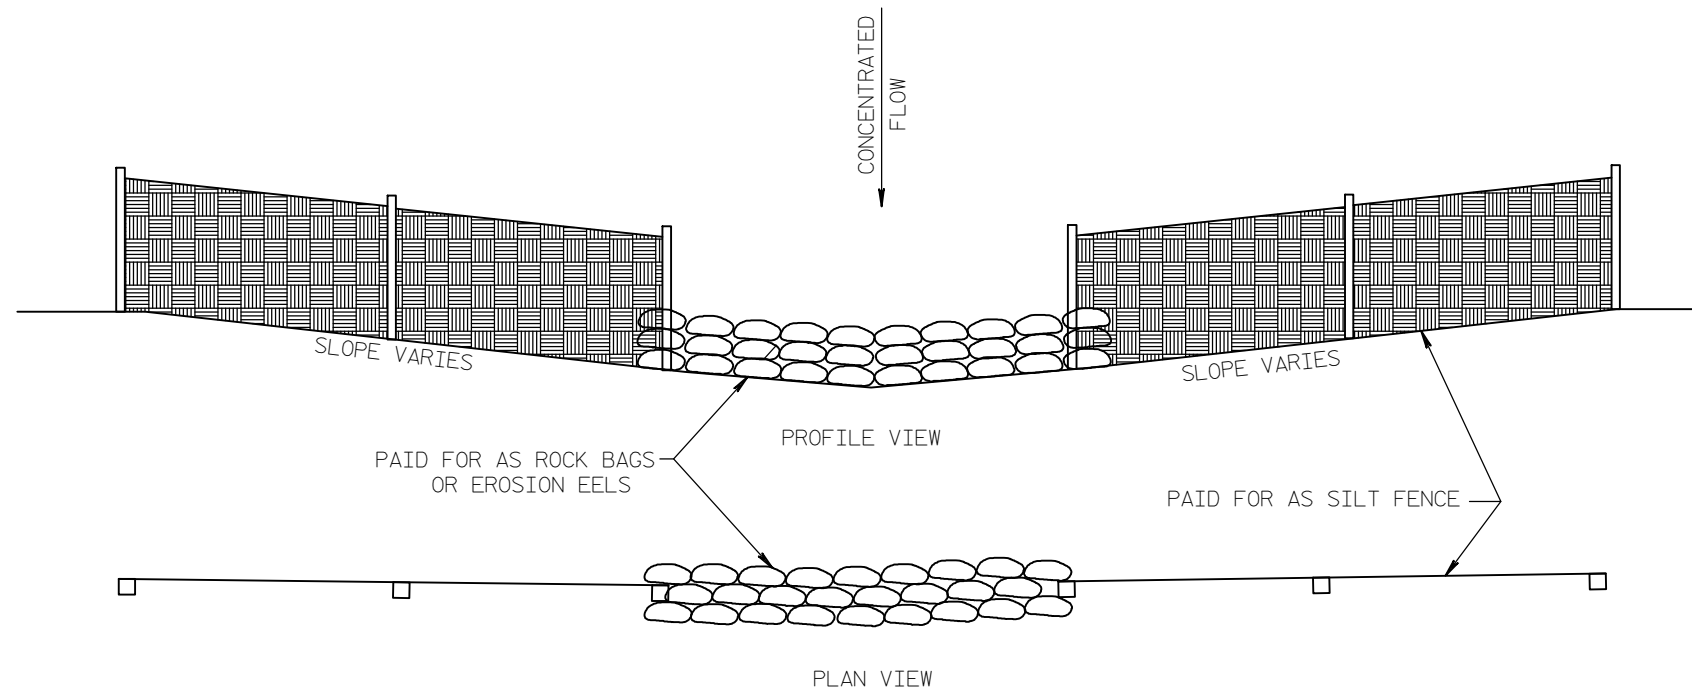 CONCENTRATED
FLOW
SLOPE VARIES
SLOPE VARIES
PROFILE VIEW
PAID FOR AS ROCK BAGS
OR EROSION EELS
PAID FOR AS SILT FENCE
PLAN VIEW